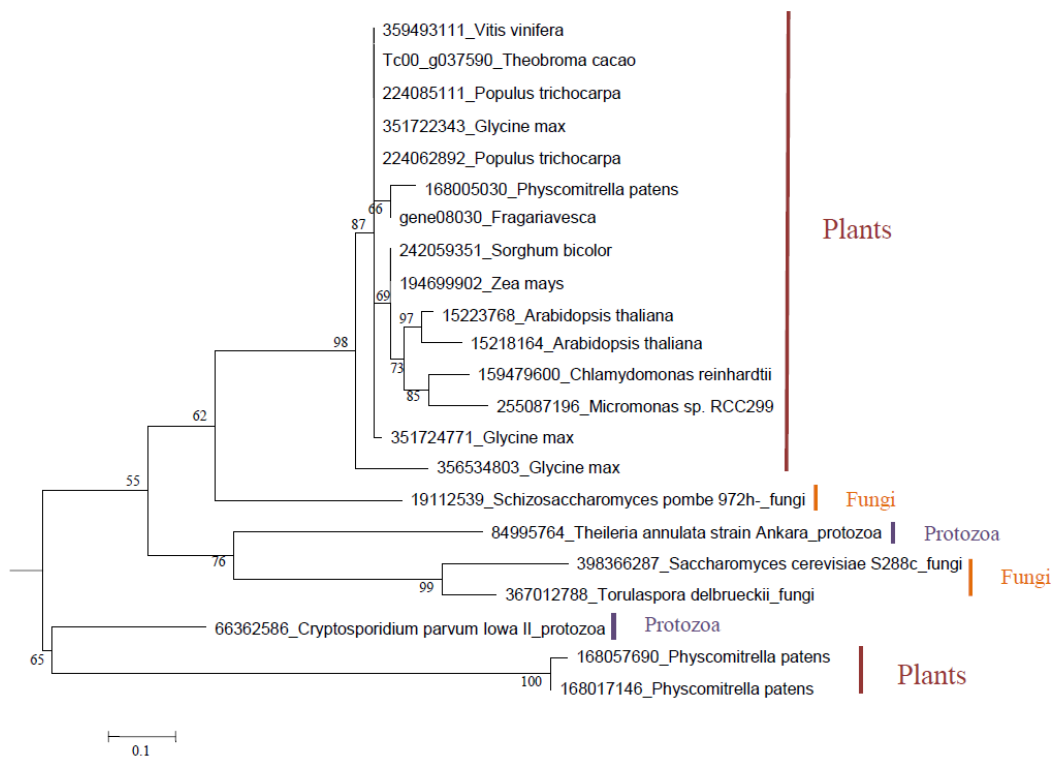 359493111_Vitis vinifera
Tc00_g037590_Theobroma cacao
224085111_Populus trichocarpa
351722343_Glycine max
224062892_Populus trichocarpa
168005030_Physcomitrella patens
66
gene08030_Fragariavesca
87
Plants
242059351_Sorghum bicolor
194699902_Zea mays
69
15223768_Arabidopsis thaliana
97
15218164_Arabidopsis thaliana
98
73
159479600_Chlamydomonas reinhardtii
85
255087196_Micromonas sp. RCC299
62
351724771_Glycine max
356534803_Glycine max
55
19112539_Schizosaccharomyces pombe 972h-_fungi
Fungi
84995764_Theileria annulata strain Ankara_protozoa
Protozoa
76
398366287_Saccharomyces cerevisiae S288c_fungi
Fungi
99
367012788_Torulaspora delbrueckii_fungi
66362586_Cryptosporidium parvum Iowa II_protozoa
Protozoa
65
168057690_Physcomitrella patens
100
Plants
168017146_Physcomitrella patens
0.1